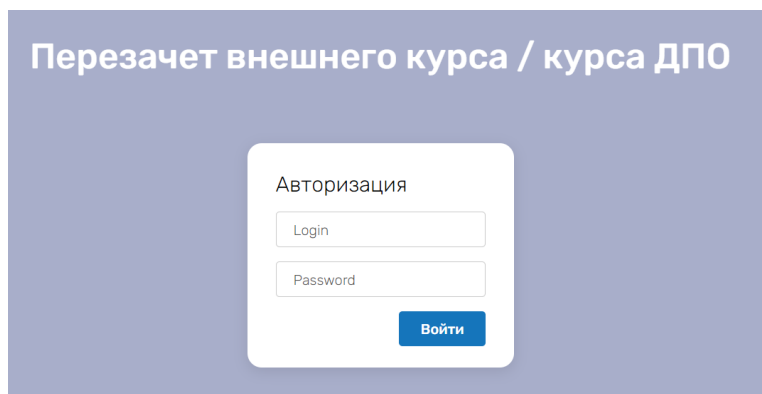 Перезачет внешнего курса / курса ДПО
Авторизация
Login
Password
Войти